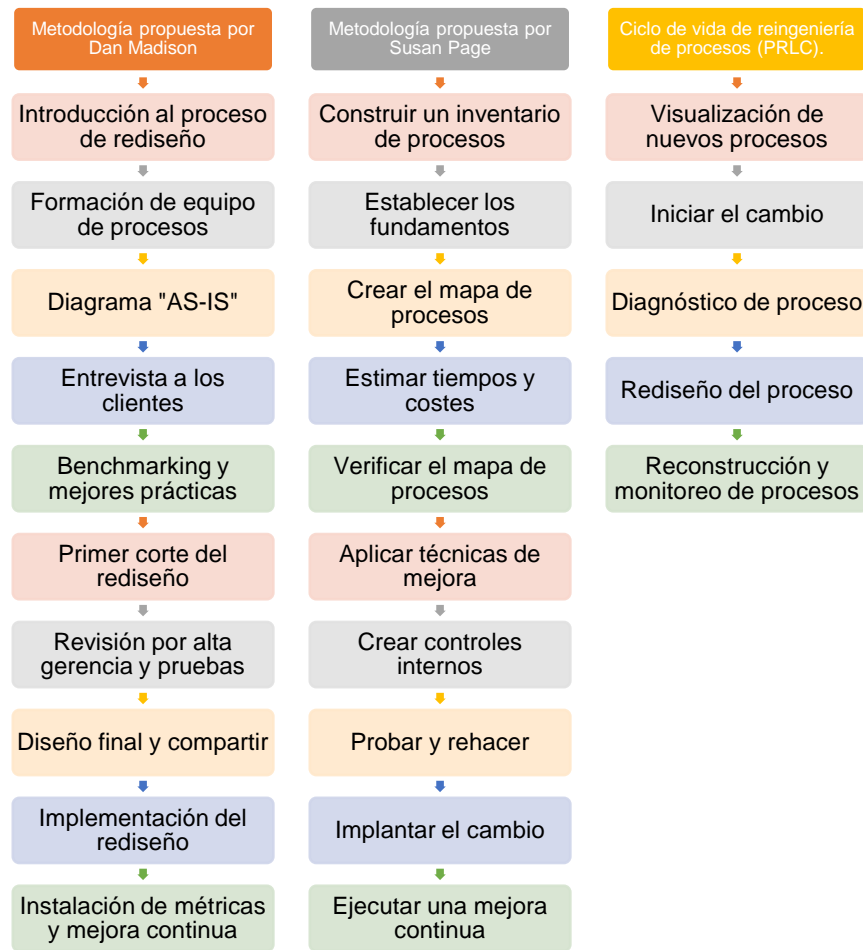 Metodología propuesta por
Dan Madison
Introducción al proceso
de rediseño
Formación de equipo
de procesos
Diagrama "AS-IS"
Entrevista a los
clientes
Benchmarking y
mejores prácticas
Primer corte del
rediseño
Revisión por alta
gerencia y pruebas
Diseño final y compartir
Implementación del
rediseño
Instalación de métricas
y mejora continua
Metodología propuesta por
Susan Page
Construir un inventario
de procesos
Establecer los
fundamentos
Crear el mapa de
procesos
Estimar tiempos y
costes
Verificar el mapa de
procesos
Aplicar técnicas de
mejora
Crear controles
internos
Probar y rehacer
Implantar el cambio
Ejecutar una mejora
continua
Ciclo de vida de reingeniería
de procesos (PRLC).
Visualización de
nuevos procesos
Iniciar el cambio
Diagnóstico de proceso
Rediseño del proceso
Reconstrucción y
monitoreo de procesos